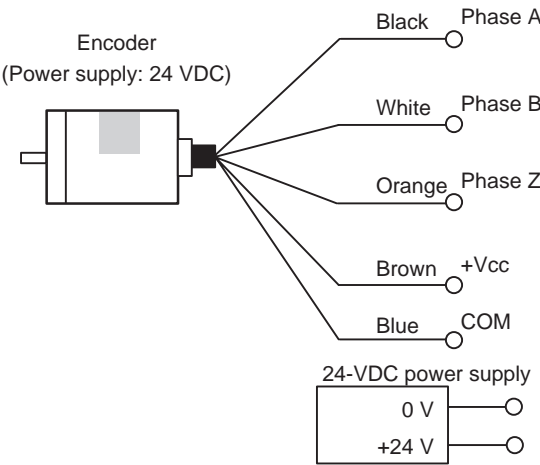 Encoder
(Power supply: 24 VDC)
Black Phase A
White Phase B
Orange Phase Z
Brown +Vcc
Blue COM
24-VDC power supply
0 V
+24 V